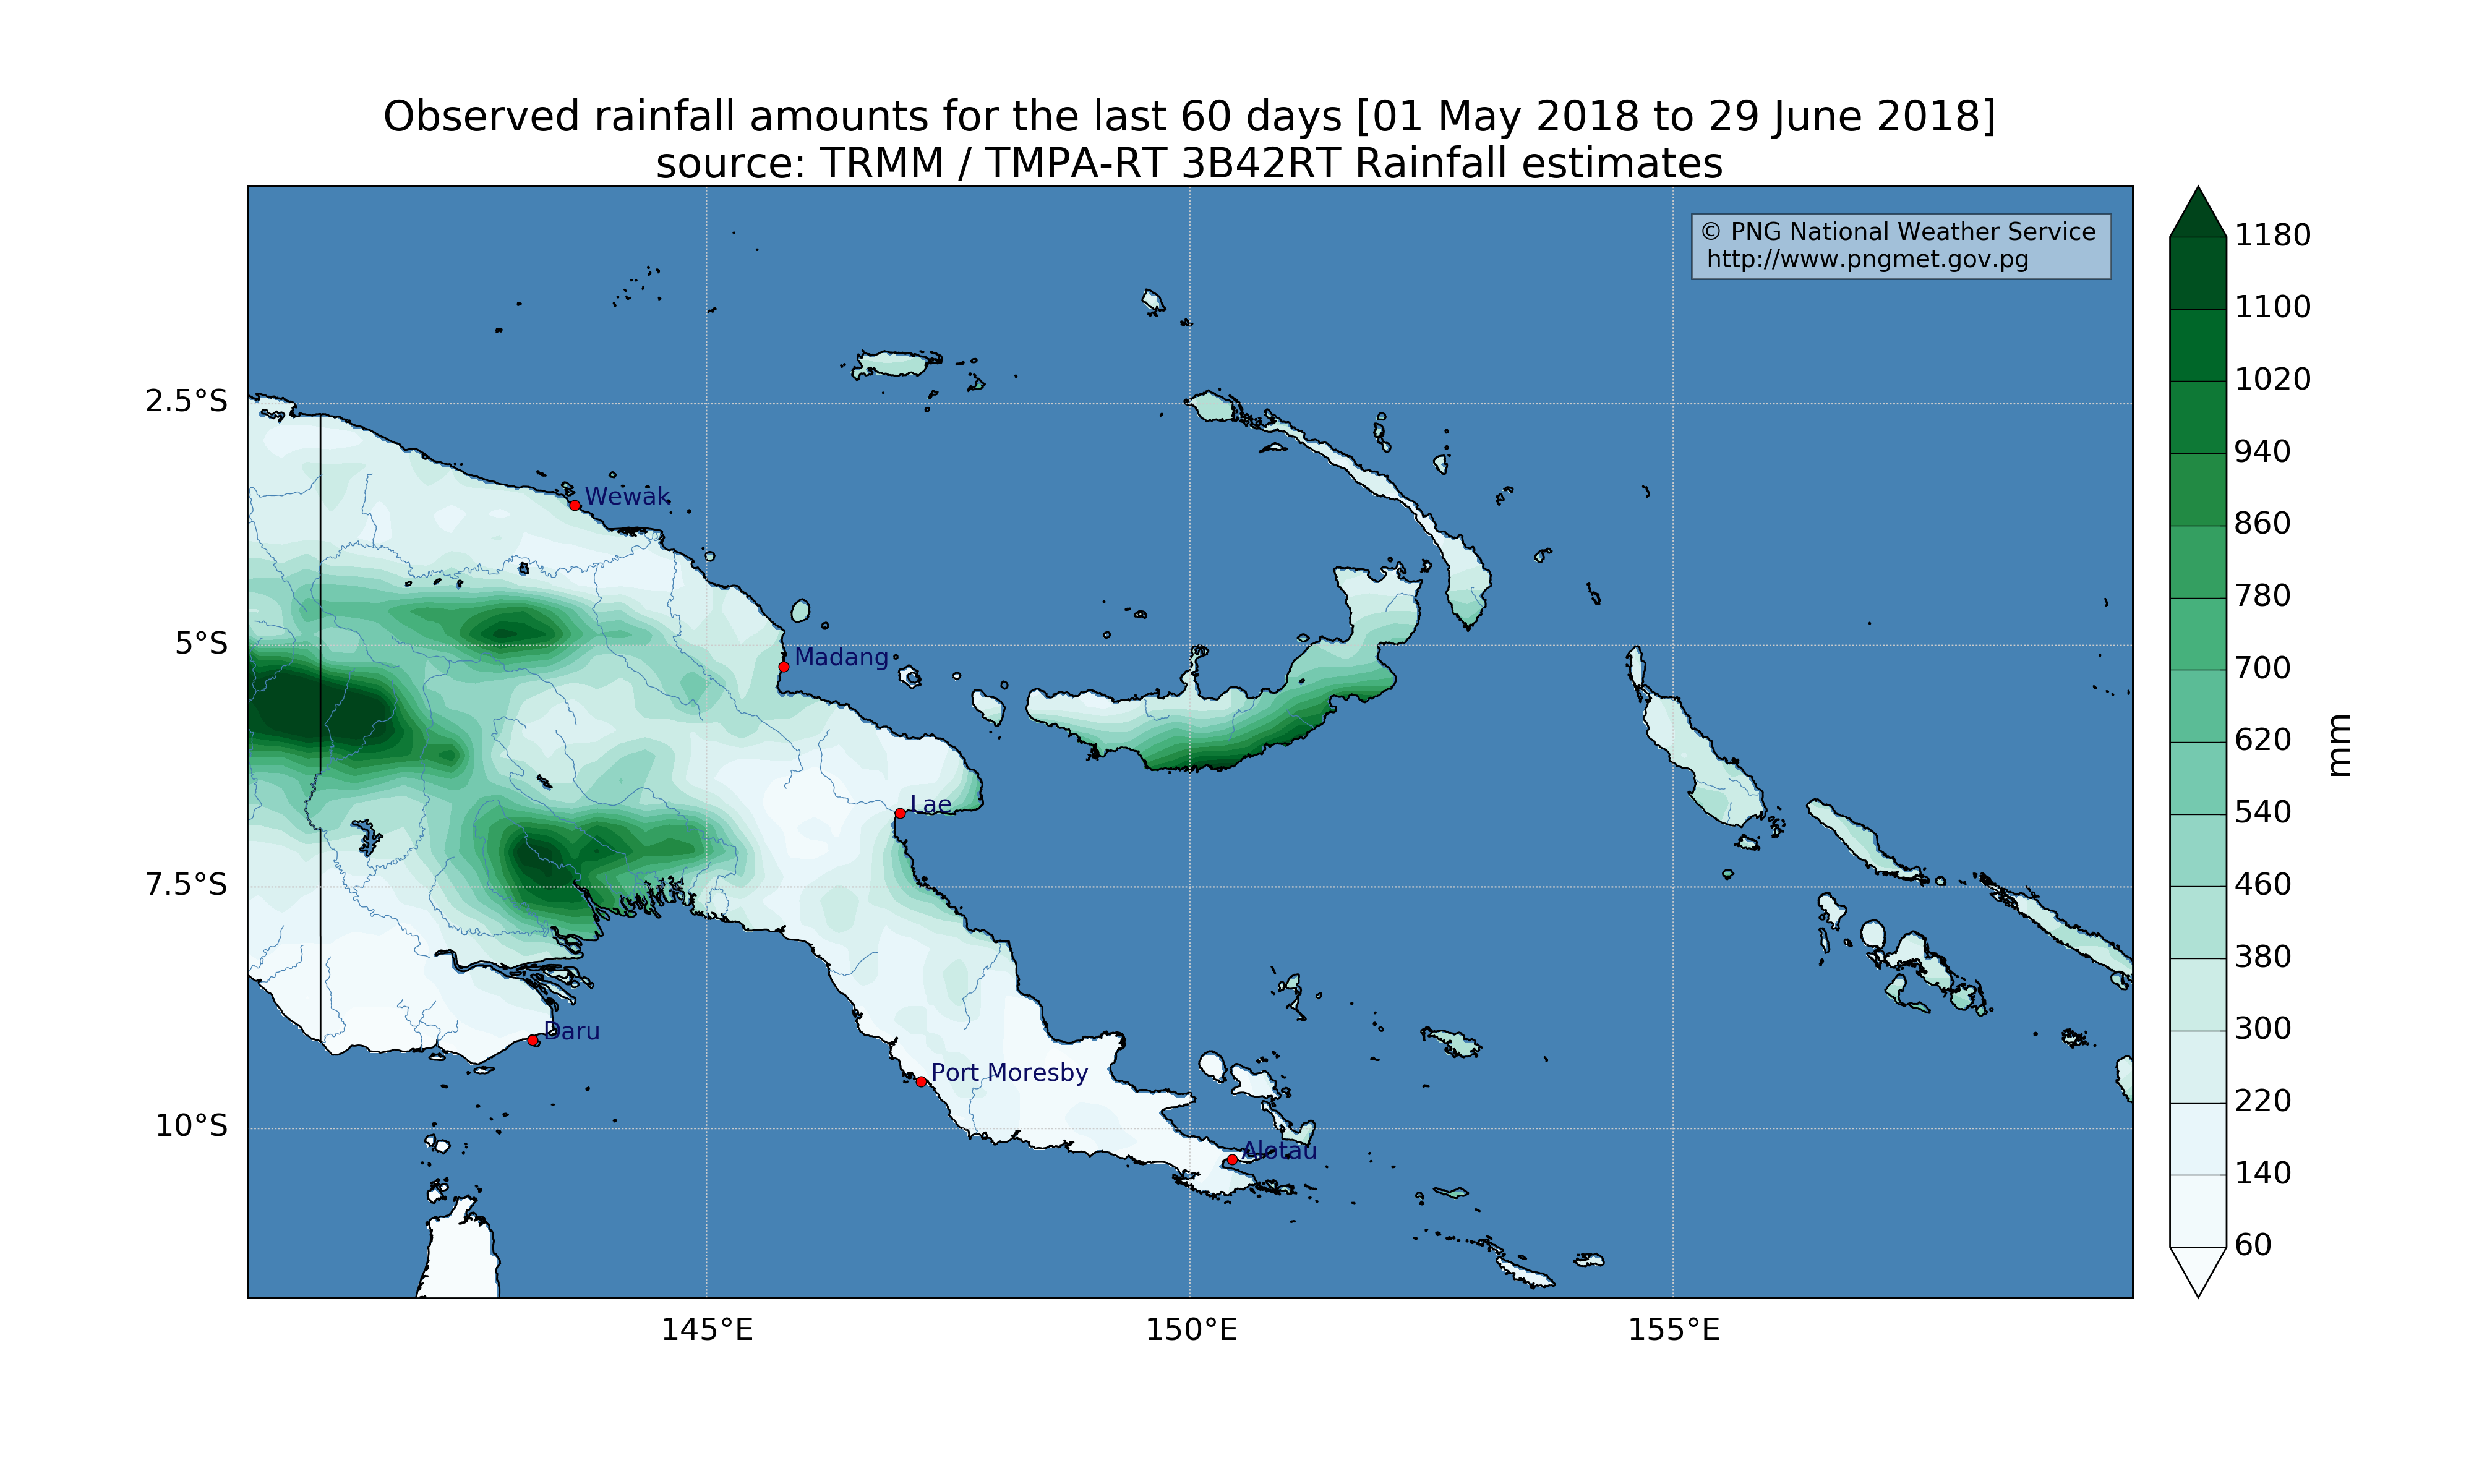 Observed rainfall amounts for the last 60 days [01 May 2018 to 29 June 2018]
source: TRMM / TMPA-RT 3B42RT Rainfall estimates
© PNG National Weather Service
http://www.pngmet.gov.pg
2.5°S
5°S
7.5°S
10°S
Wewak
Madang
Lae
Daru
Port Moresby
Alotau
145°E
150°E
155°E
1180
1100
1020
940
860
780
700
620
540
460
380
300
220
140
60
mm